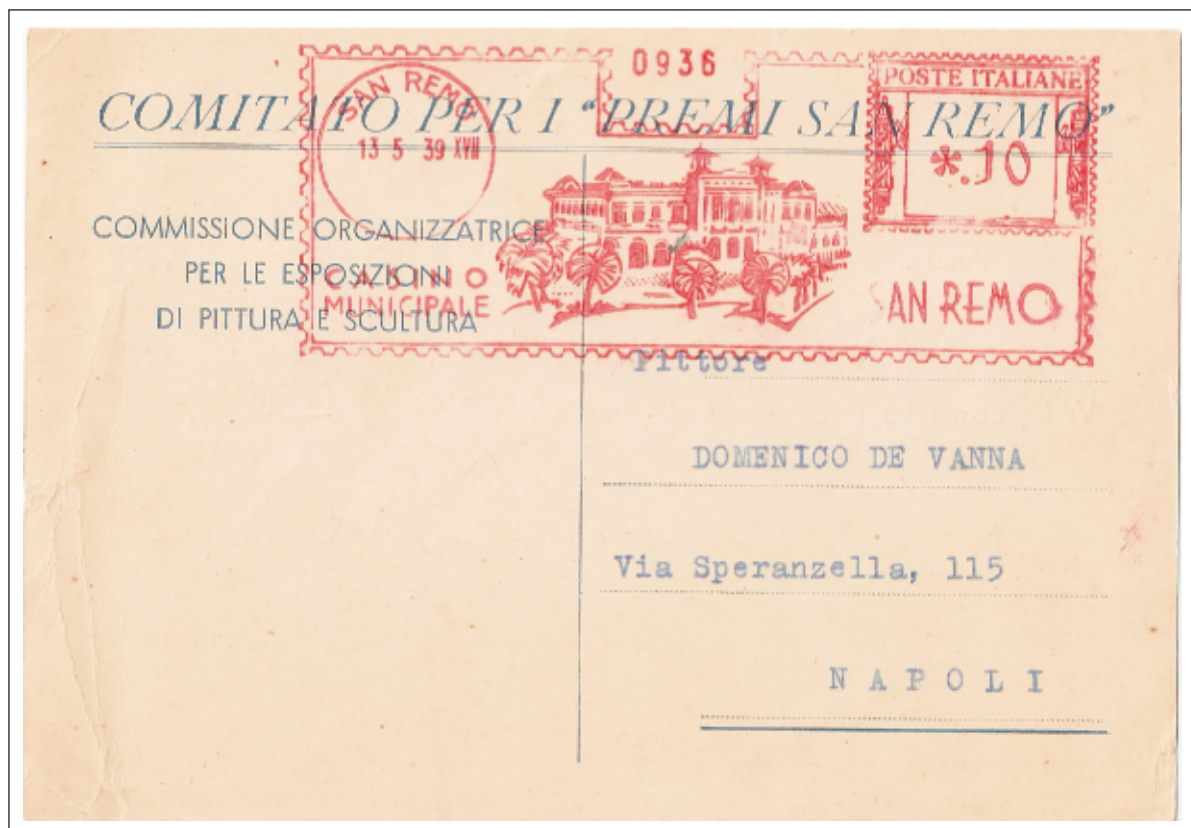 0936
POSTE ITALIANE
*.10
SAN REMO
13 5 39 XVII
CASINO
MUNICIPALE
SAN REMO
COMITATO PER I "PREMI SAN REMO"
COMMISSIONE ORGANIZZATRICE
PER LE ESPOSIZIONI
DI PITTURA E SCULTURA
Pittore
DOMENICO DE VANNA
Via Speranzella, 115
NAPOLI